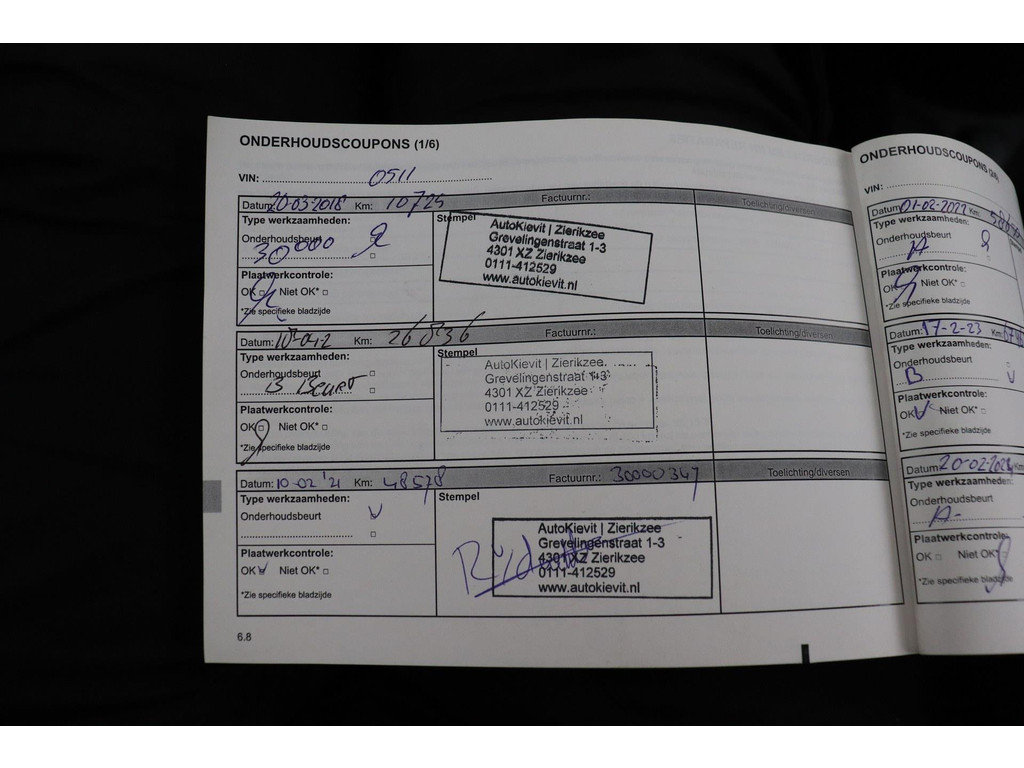 ONDERHOUDSCOUPONS (1/6)
VIN: 0511
Datum: 20-03-2018 Km: 10725 Factuurnr.: Toelichting/diversen
Type werkzaamheden: Stempel
Onderhoudsbeurt
30000
Plaatwerkcontrole:
OK Niet OK*
*Zie specifieke bladzijde
AutoKievit | Zierikzee
Grevelingenstraat 1-3
4301 XZ Zierikzee
0111-412529
www.autokievit.nl
Datum: Km: 26836 Factuurnr.: Toelichting/diversen
Type werkzaamheden: Stempel
Onderhoudsbeurt
B Beurt
Plaatwerkcontrole:
OK Niet OK*
*Zie specifieke bladzijde
AutoKievit | Zierikzee
Grevelingenstraat 1-3
4301 XZ Zierikzee
0111-412529
www.autokievit.nl
Datum: 10-02 '21 Km: 48578 Factuurnr.: 30000347 Toelichting/diversen
Type werkzaamheden: Stempel
Onderhoudsbeurt V
Plaatwerkcontrole:
OK Niet OK*
*Zie specifieke bladzijde
AutoKievit | Zierikzee
Grevelingenstraat 1-3
4301 XZ Zierikzee
0111-412529
www.autokievit.nl
6.8
ONDERHOUDSCOUPONS (2/6)
VIN:
Datum: 01-02-2022 Km:
Type werkzaamheden:
Onderhoudsbeurt
A
Plaatwerkcontrole:
OK Niet OK*
*Zie specifieke bladzijde
Datum: 17-2-23 Km:
Type werkzaamheden:
Onderhoudsbeurt
B V
Plaatwerkcontrole:
OK Niet OK*
*Zie specifieke bladzijde
Datum: 20-02-2024 Km:
Type werkzaamheden:
Onderhoudsbeurt
A-
Plaatwerkcontrole:
OK Niet OK*
*Zie specifieke bladzijde